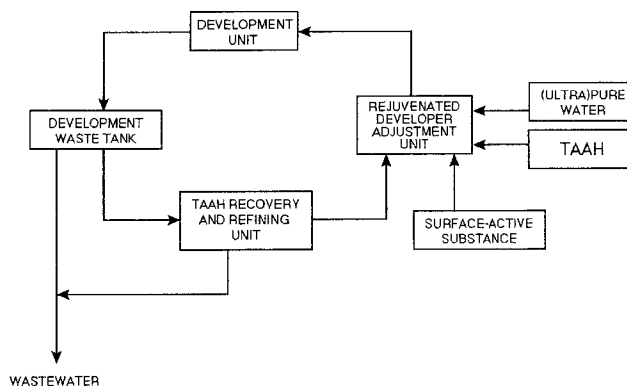 DEVELOPMENT
UNIT
DEVELOPMENT
WASTE TANK
REJUVENATED
DEVELOPER
ADJUSTMENT
UNIT
(ULTRA)PURE
WATER
TAAH
TAAH RECOVERY
AND REFINING
UNIT
SURFACE-ACTIVE
SUBSTANCE
WASTEWATER